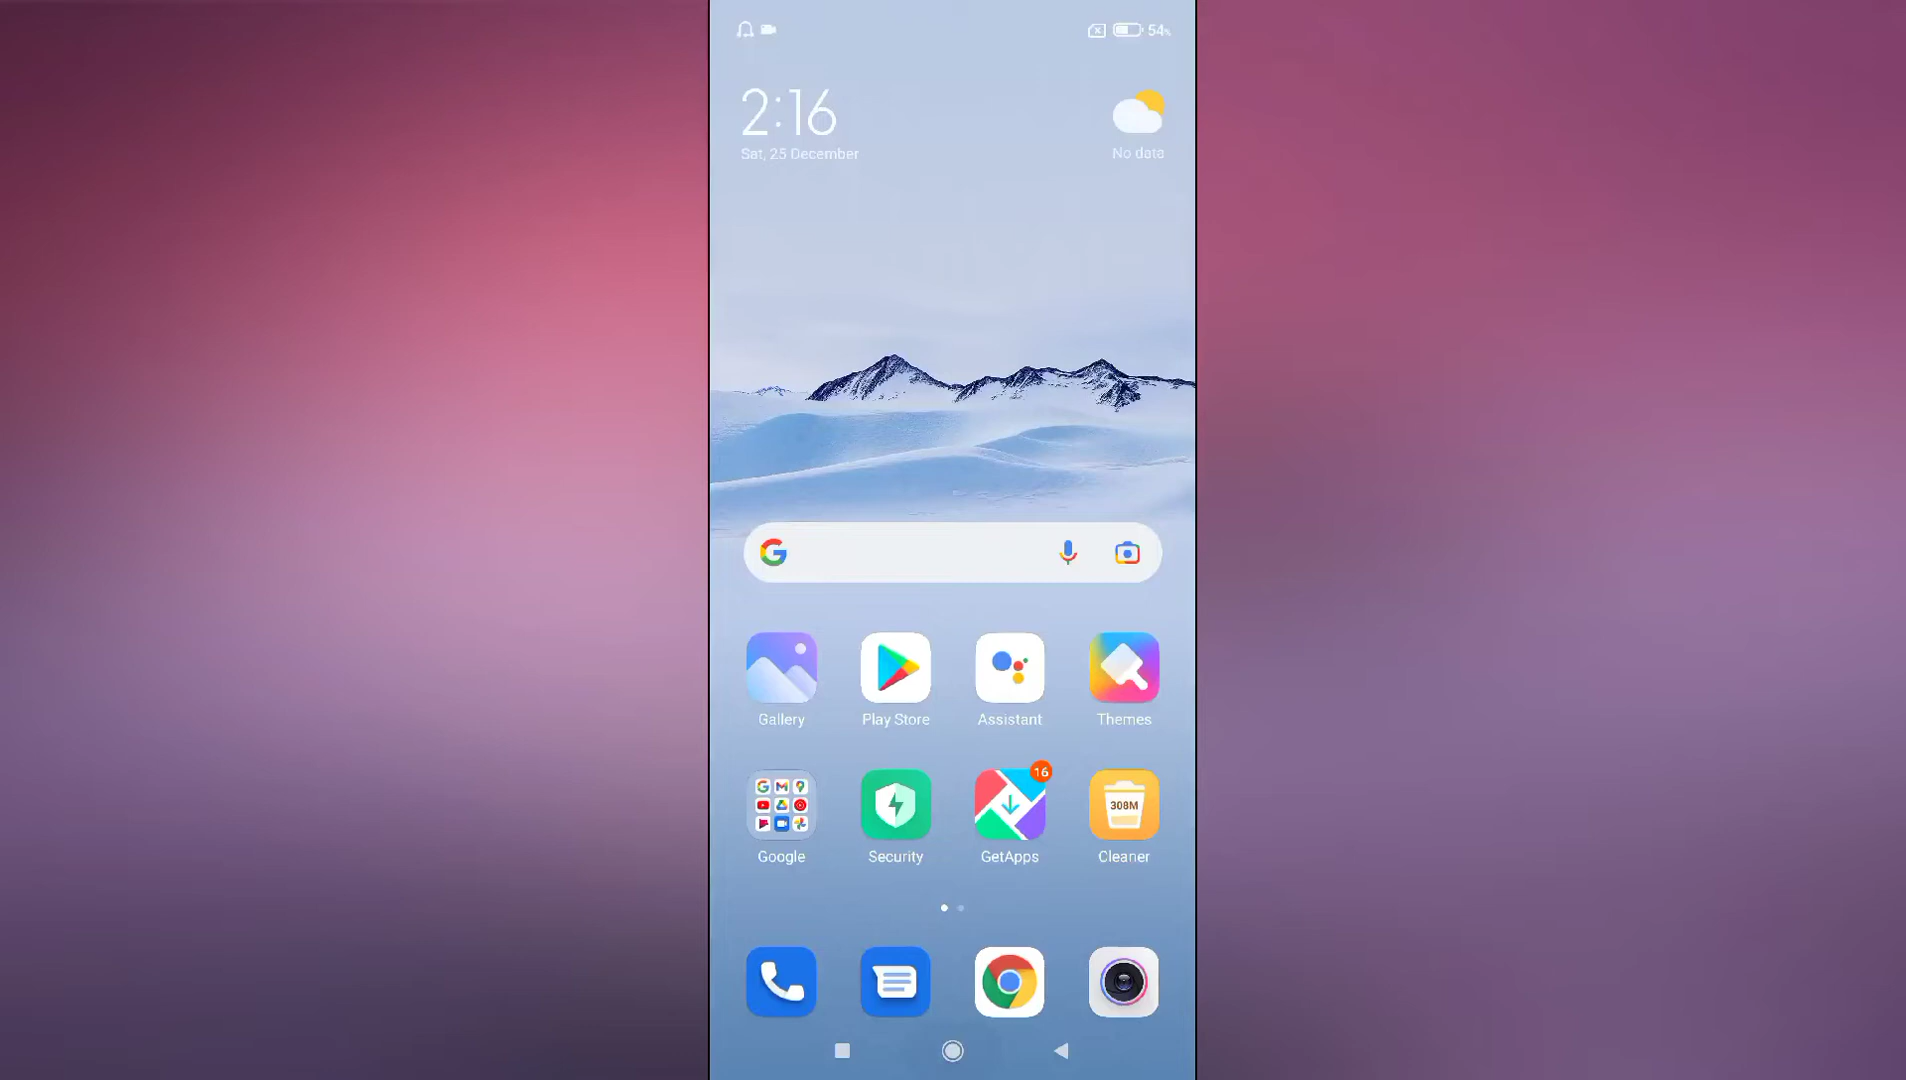 54%
2:16
Sat, 25 December
No data
Gallery
Play Store
Assistant
Themes
16
308M
Google
Security
GetApps
Cleaner